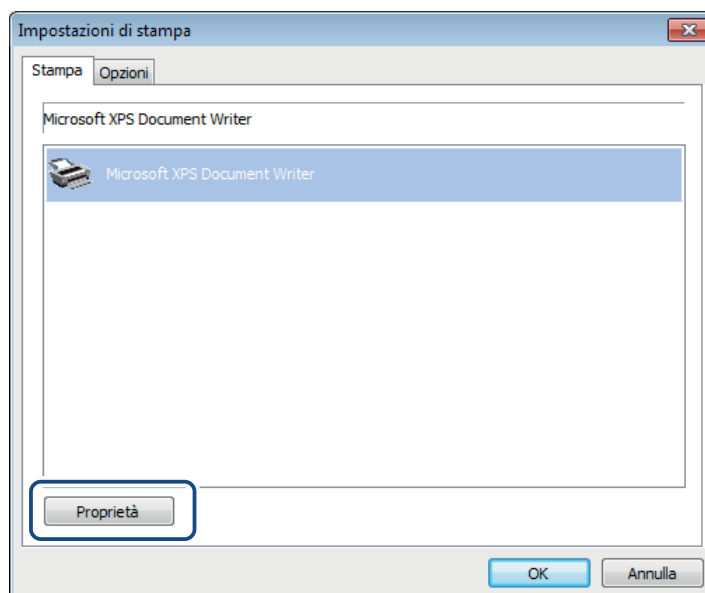 Impostazioni di stampa
Stampa Opzioni
Microsoft XPS Document Writer
Microsoft XPS Document Writer
Proprietà
OK Annulla